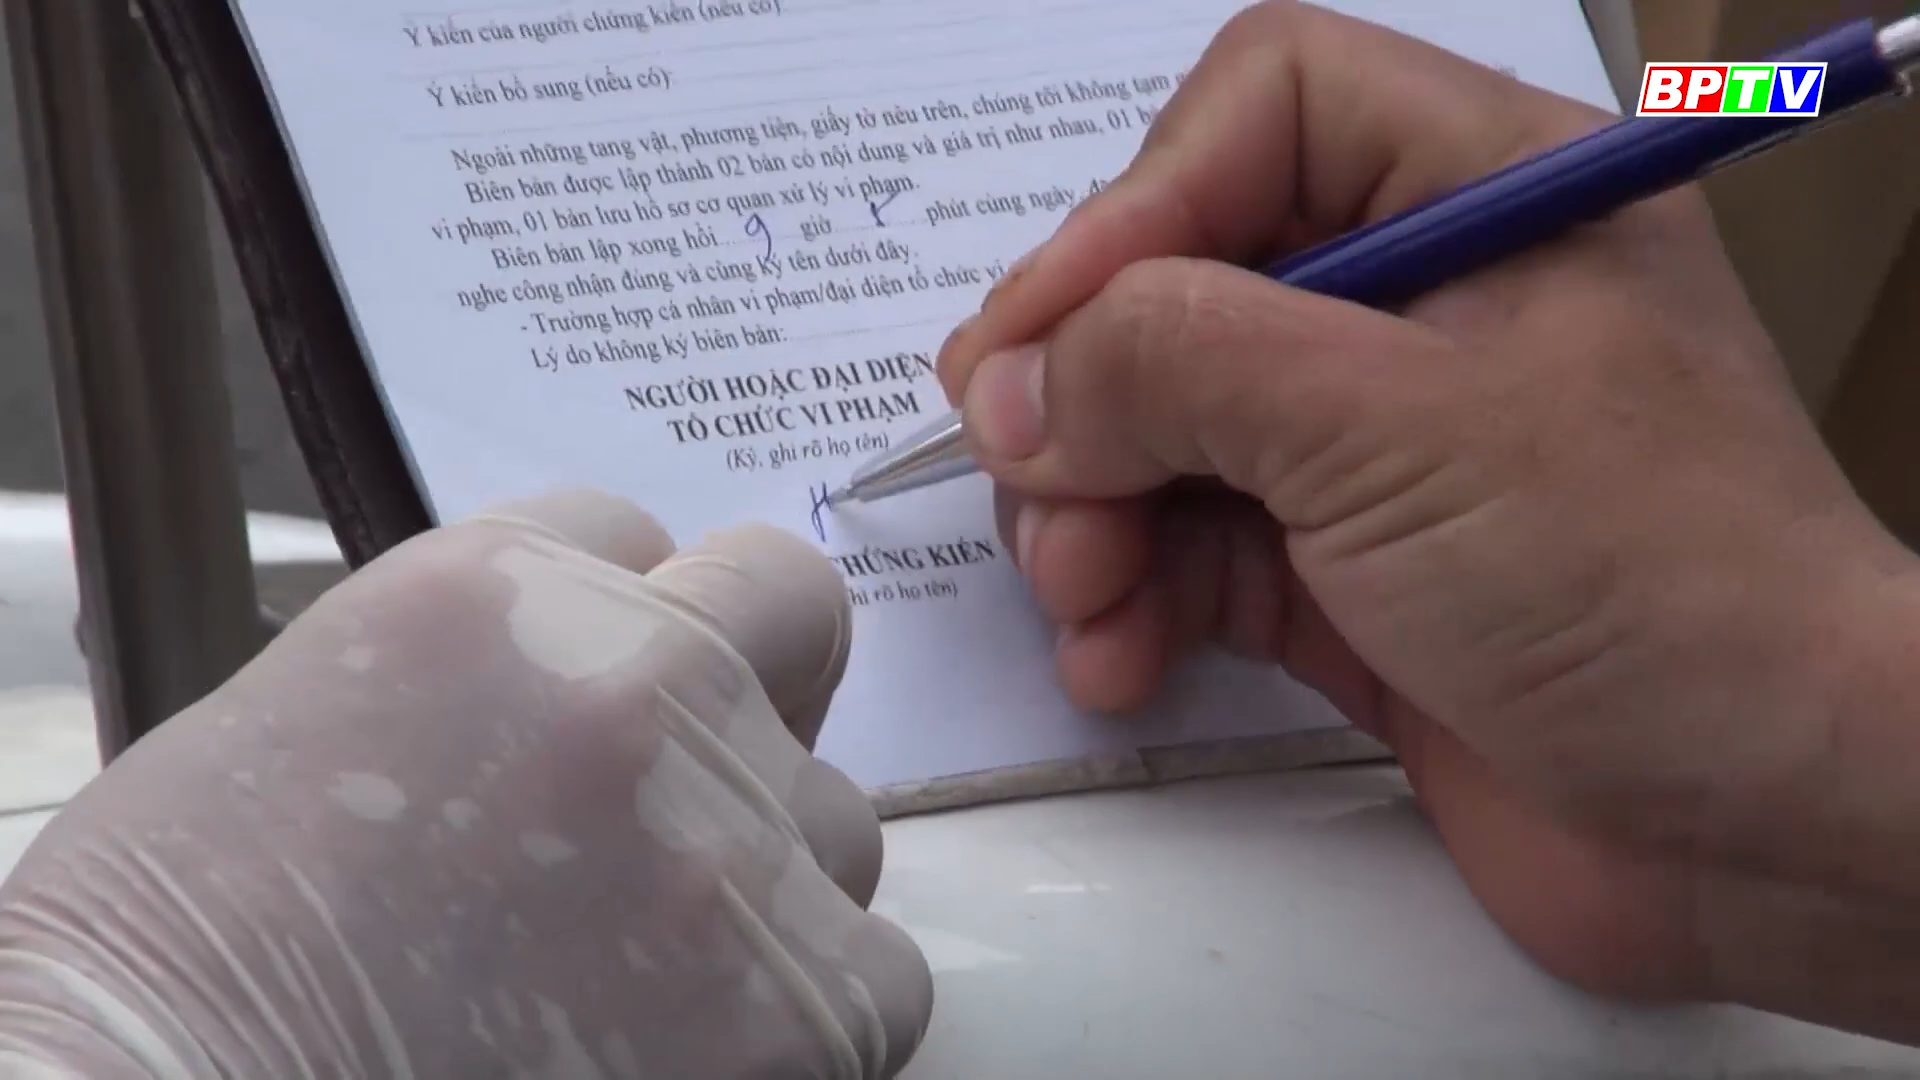 Ý kiến của người chứng kiến (nếu có):
BPTV
Ý kiến bổ sung (nếu có):
Ngoài những tang vật, phương tiện, giấy tờ nêu trên, chúng tôi không tạm
Biên bản được lập thành 02 bản có nội dung và giá trị như nhau, 01
vi phạm, 01 bản lưu hồ sơ cơ quan xử lý vi phạm.
Biên bản lập xong hồi 9 giờ phút cùng ngày,
nghe công nhận đúng và cùng ký tên dưới đây.
- Trường hợp cá nhân vi phạm/đại diện tổ chức vi
Lý do không ký biên bản:
NGƯỜI HOẶC ĐẠI DIỆN
TỔ CHỨC VI PHẠM
(Ký, ghi rõ họ tên)
CHỨNG KIẾN
rõ họ tên)